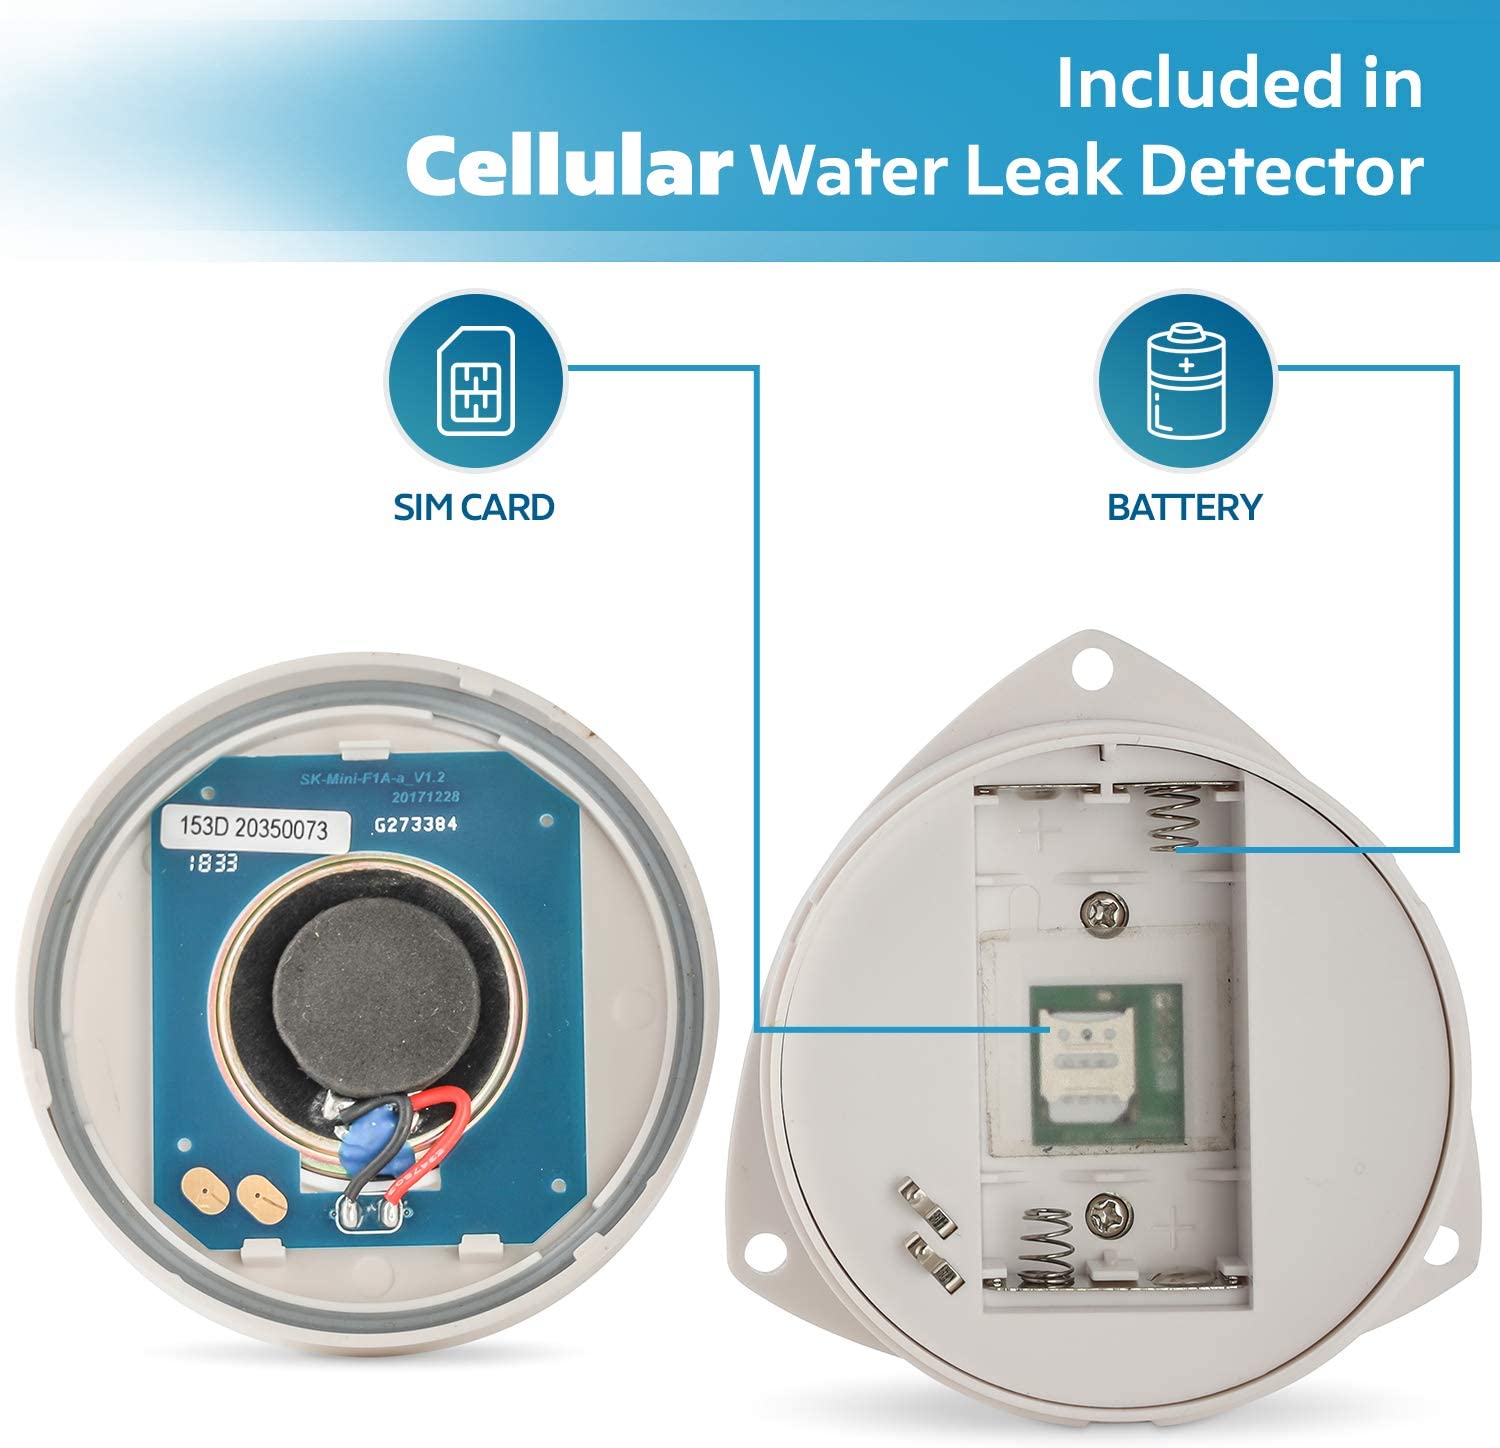 Included in
Cellular Water Leak Detector
SIM CARD
BATTERY
SK-Mini-F1A-a_V1.2
20171228
153D 20350073
G273384
1833